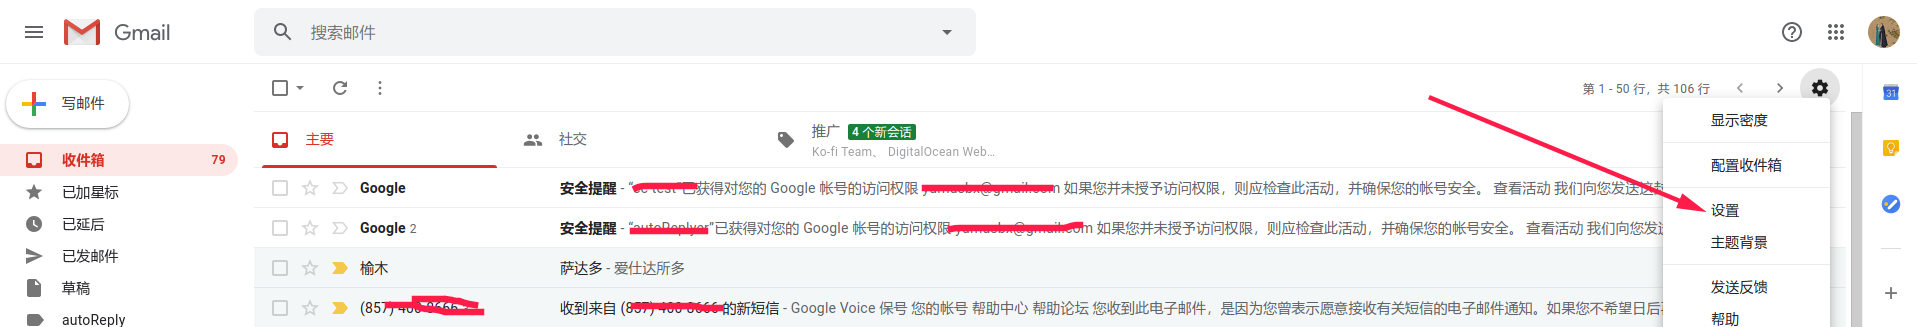 Gmail
搜索邮件
写邮件
第 1 - 50 行，共 106 行
31
显示密度
配置收件箱
设置
主题背景
发送反馈
帮助
主要
社交
推广 4 个新会话
Ko-fi Team、 DigitalOcean Web...
收件箱 79
已加星标
已延后
已发邮件
草稿
autoReply
Google 安全提醒 - 已获得对您的 Google 帐号的访问权限 如果您并未授予访问权限，则应检查此活动，并确保您的帐号安全。 查看活动 我们向您发送这
Google 2 安全提醒 - “autoReplyer”已获得对您的 Google 帐号的访问权限 如果您并未授予访问权限，则应检查此活动，并确保您的帐号安全。 查看活动 我们向您发
榆木 萨达多 - 爱仕达所多
(857) 收到来自 的新短信 - Google Voice 保号 您的帐号 帮助中心 帮助论坛 您收到此电子邮件，是因为您曾表示愿意接收有关短信的电子邮件通知。如果您不希望日后